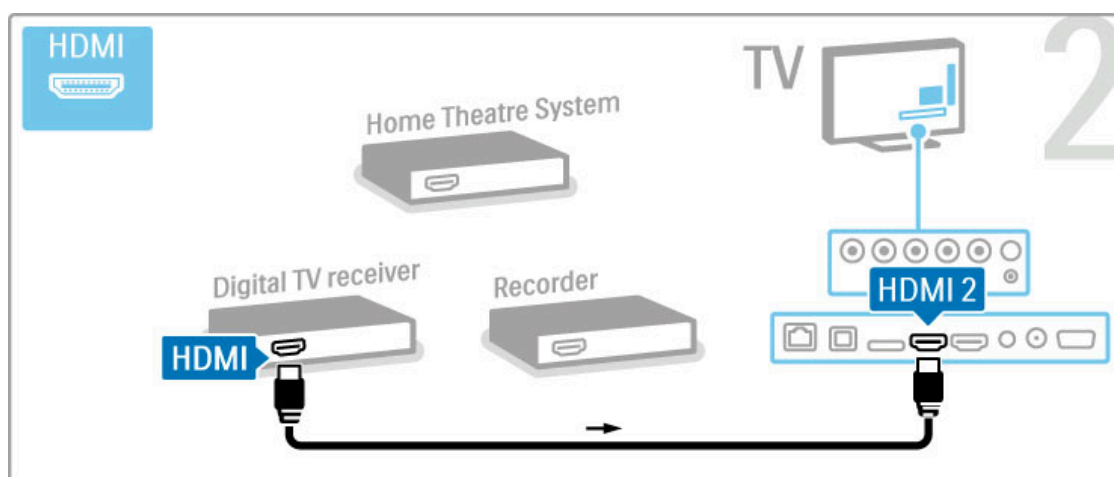 HDMI
TV
2
Home Theatre System
Digital TV receiver
Recorder
HDMI 2
HDMI